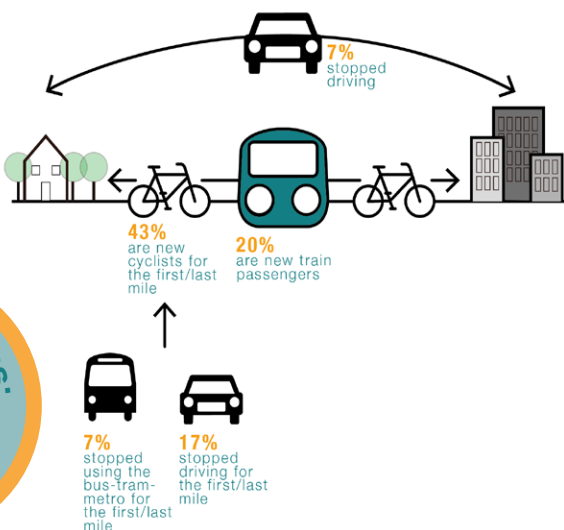 7%
stopped
driving
43%
are new
cyclists for
the first/last
mile
20%
are new train
passengers
7%
stopped
using the
bus-tram-
metro for
the first/last
mile
17%
stopped
driving for
the first/last
mile